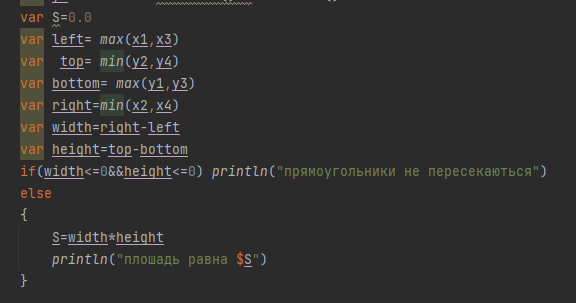 var S=0.0
var left= max(x1,x3)
var  top= min(y2,y4)
var bottom= max(y1,y3)
var right=min(x2,x4)
var width=right-left
var height=top-bottom
if(width<=0&&height<=0) println("прямоугольники не пересекаються")
else
{
    S=width*height
    println("плошадь равна $S")
}